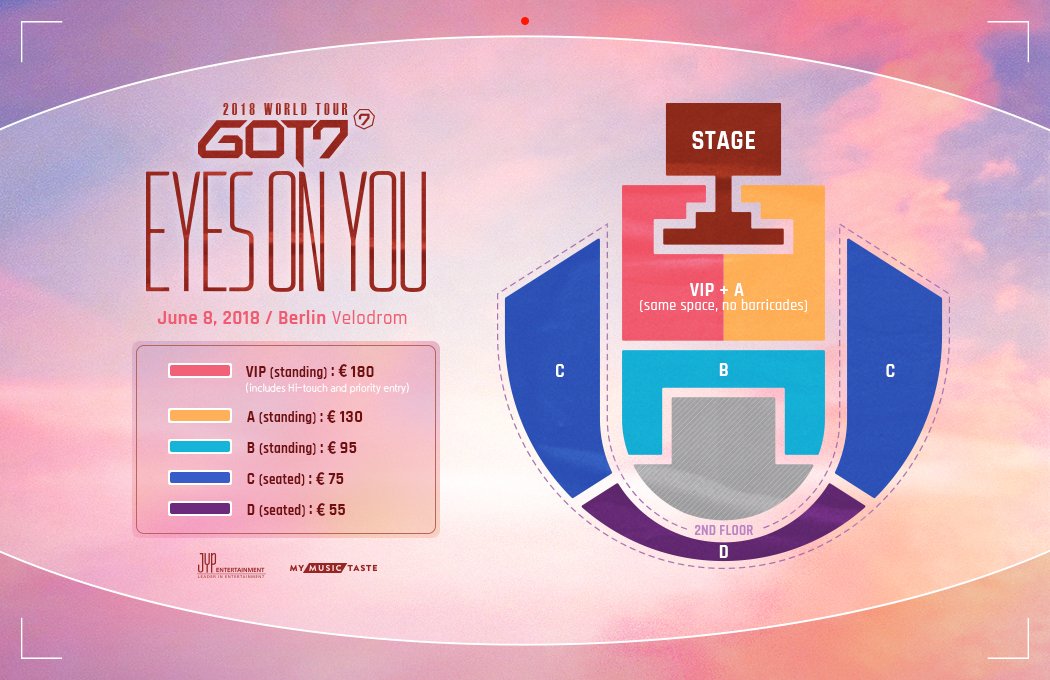 2018 WORLD TOUR
GOT7 7
EYES ON YOU
June 8, 2018 / Berlin Velodrom
VIP (standing) : € 180
(includes Hi-touch and priority entry)
A (standing) : € 130
B (standing) : € 95
C (seated) : € 75
D (seated) : € 55
JYP ENTERTAINMENT
LEADER IN ENTERTAINMENT
MY MUSIC TASTE
STAGE
VIP + A
(same space, no barricades)
B
C
C
2ND FLOOR
D